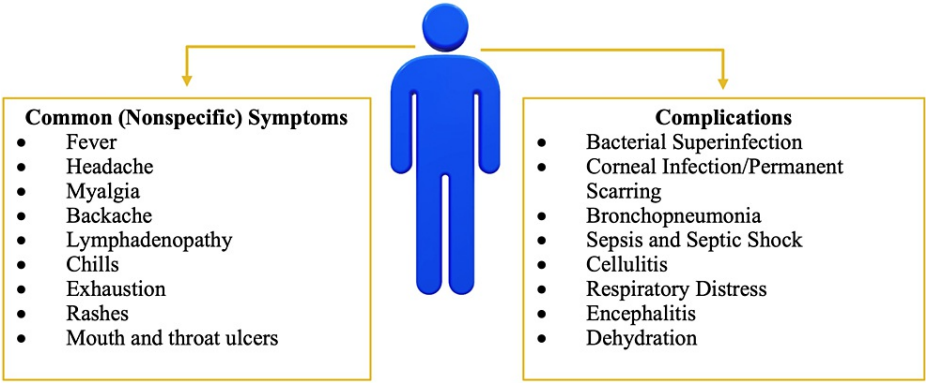 Common (Nonspecific) Symptoms
• Fever
• Headache
• Myalgia
• Backache
• Lymphadenopathy
• Chills
• Exhaustion
• Rashes
• Mouth and throat ulcers
Complications
• Bacterial Superinfection
• Corneal Infection/Permanent
Scarring
• Bronchopneumonia
• Sepsis and Septic Shock
• Cellulitis
• Respiratory Distress
• Encephalitis
• Dehydration